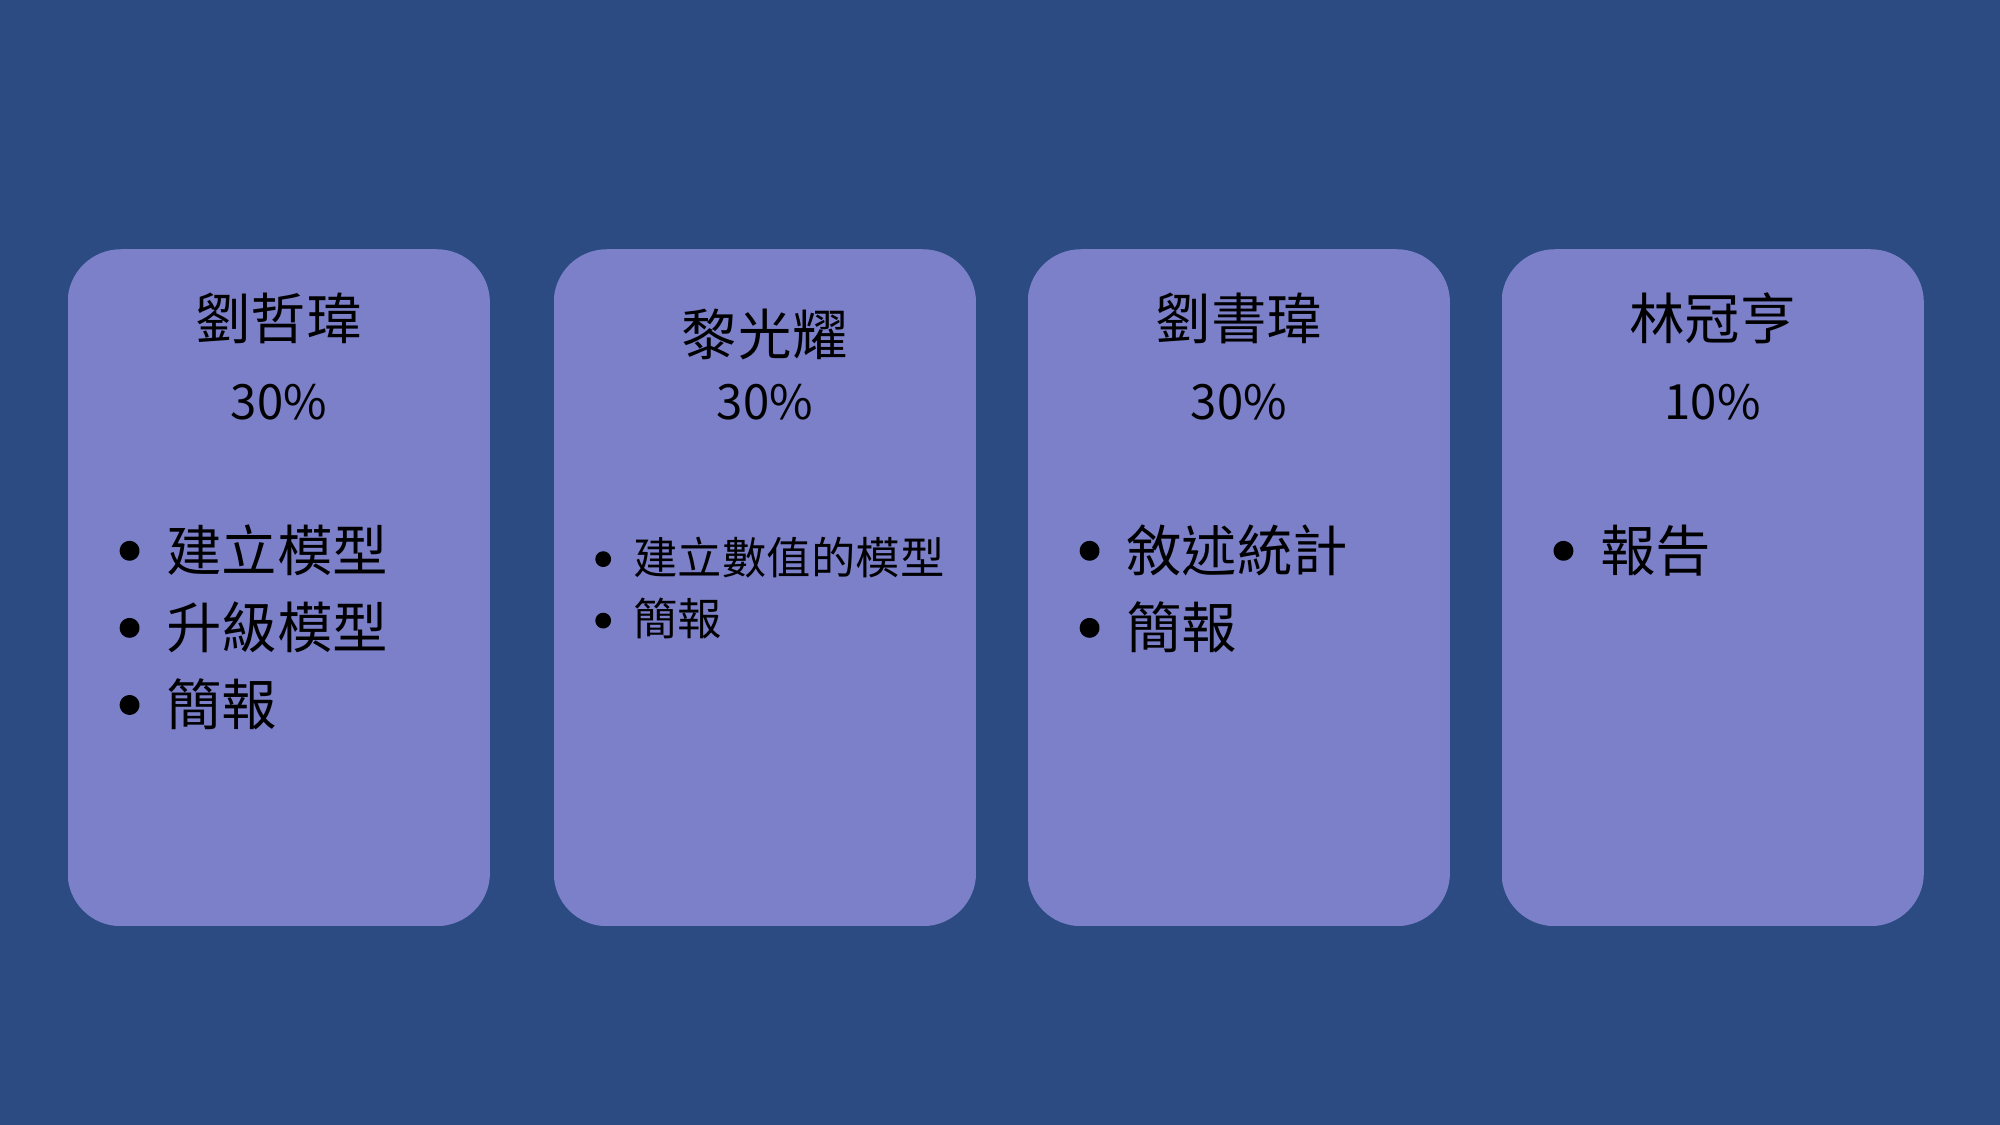 劉哲瑋
30%
• 建立模型
• 升級模型
• 簡報
黎光耀
30%
• 建立數值的模型
• 簡報
劉書瑋
30%
• 敘述統計
• 簡報
林冠亨
10%
• 報告